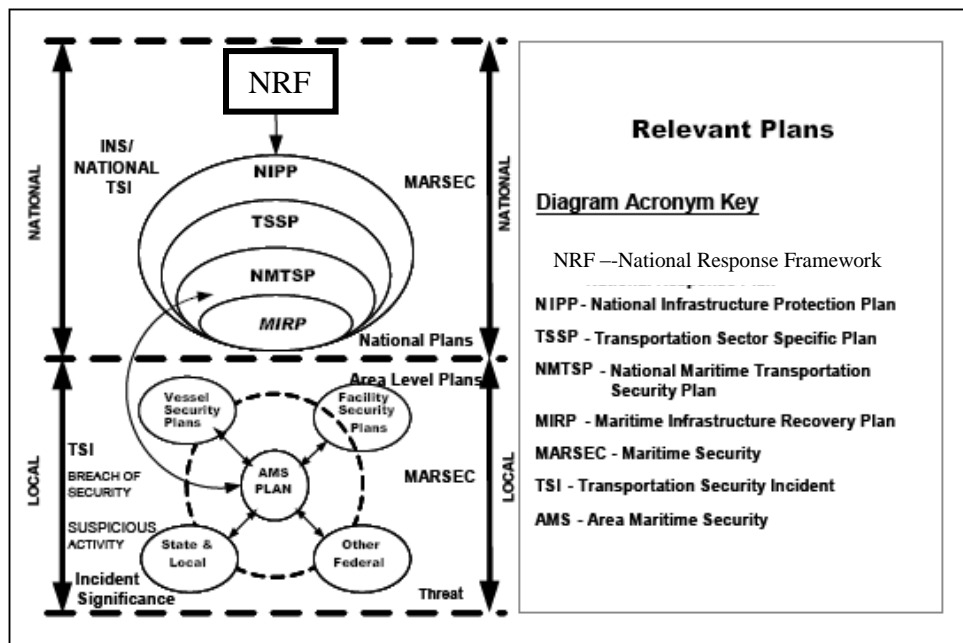 NRF
INS/
NATIONAL
TSI
NATIONAL
NIPP
TSSP
NMTSP
MIRP
MARSEC
NATIONAL
National Plans
Area Level Plans
Vessel
Security
Plans
Facility
Security
Plans
AMS
PLAN
State &
Local
Other
Federal
TSI
BREACH OF
SECURITY
SUSPICIOUS
ACTIVITY
LOCAL
MARSEC
LOCAL
Incident
Significance
Threat
Relevant Plans
Diagram Acronym Key
NRF –-National Response Framework
NIPP - National Infrastructure Protection Plan
TSSP - Transportation Sector Specific Plan
NMTSP - National Maritime Transportation
Security Plan
MIRP - Maritime Infrastructure Recovery Plan
MARSEC - Maritime Security
TSI - Transportation Security Incident
AMS - Area Maritime Security